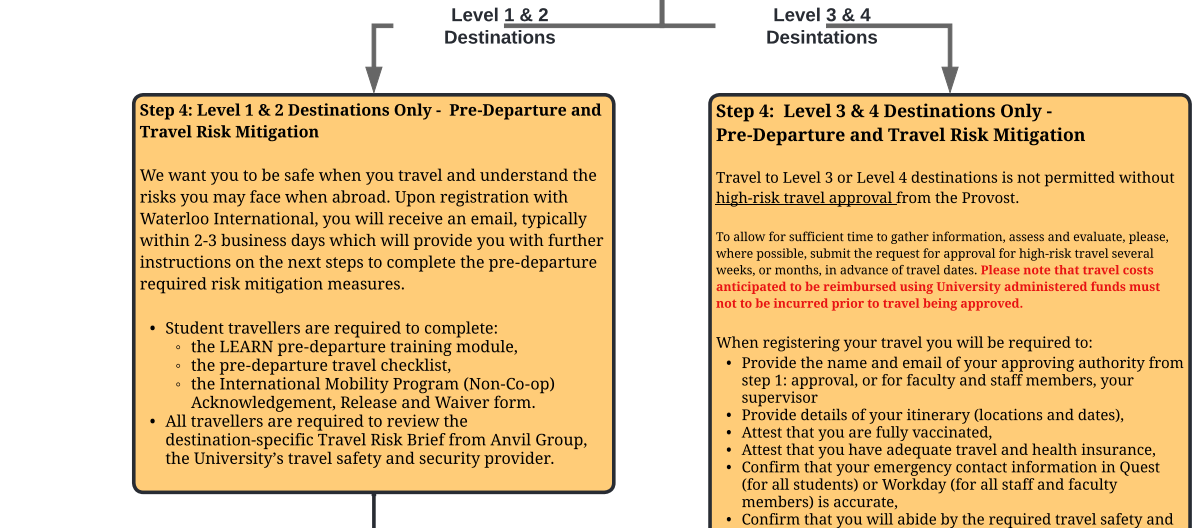 Level 1 & 2
Destinations
Level 3 & 4
Desintations
Step 4: Level 1 & 2 Destinations Only -  Pre-Departure and
Travel Risk Mitigation
We want you to be safe when you travel and understand the
risks you may face when abroad. Upon registration with
Waterloo International, you will receive an email, typically
within 2-3 business days which will provide you with further
instructions on the next steps to complete the pre-departure
required risk mitigation measures.
• Student travellers are required to complete:
◦ the LEARN pre-departure training module,
◦ the pre-departure travel checklist,
◦ the International Mobility Program (Non-Co-op)
Acknowledgement, Release and Waiver form.
• All travellers are required to review the
destination-specific Travel Risk Brief from Anvil Group,
the University's travel safety and security provider.
Step 4:  Level 3 & 4 Destinations Only -
Pre-Departure and Travel Risk Mitigation
Travel to Level 3 or Level 4 destinations is not permitted without
high-risk travel approval from the Provost.
To allow for sufficient time to gather information, assess and evaluate, please,
where possible, submit the request for approval for high-risk travel several
weeks, or months, in advance of travel dates. Please note that travel costs
anticipated to be reimbursed using University administered funds must
not to be incurred prior to travel being approved.
When registering your travel you will be required to:
• Provide the name and email of your approving authority from
step 1: approval, or for faculty and staff members, your
supervisor
• Provide details of your itinerary (locations and dates),
• Attest that you are fully vaccinated,
• Attest that you have adequate travel and health insurance,
• Confirm that your emergency contact information in Quest
(for all students) or Workday (for all staff and faculty
members) is accurate,
• Confirm that you will abide by the required travel safety and